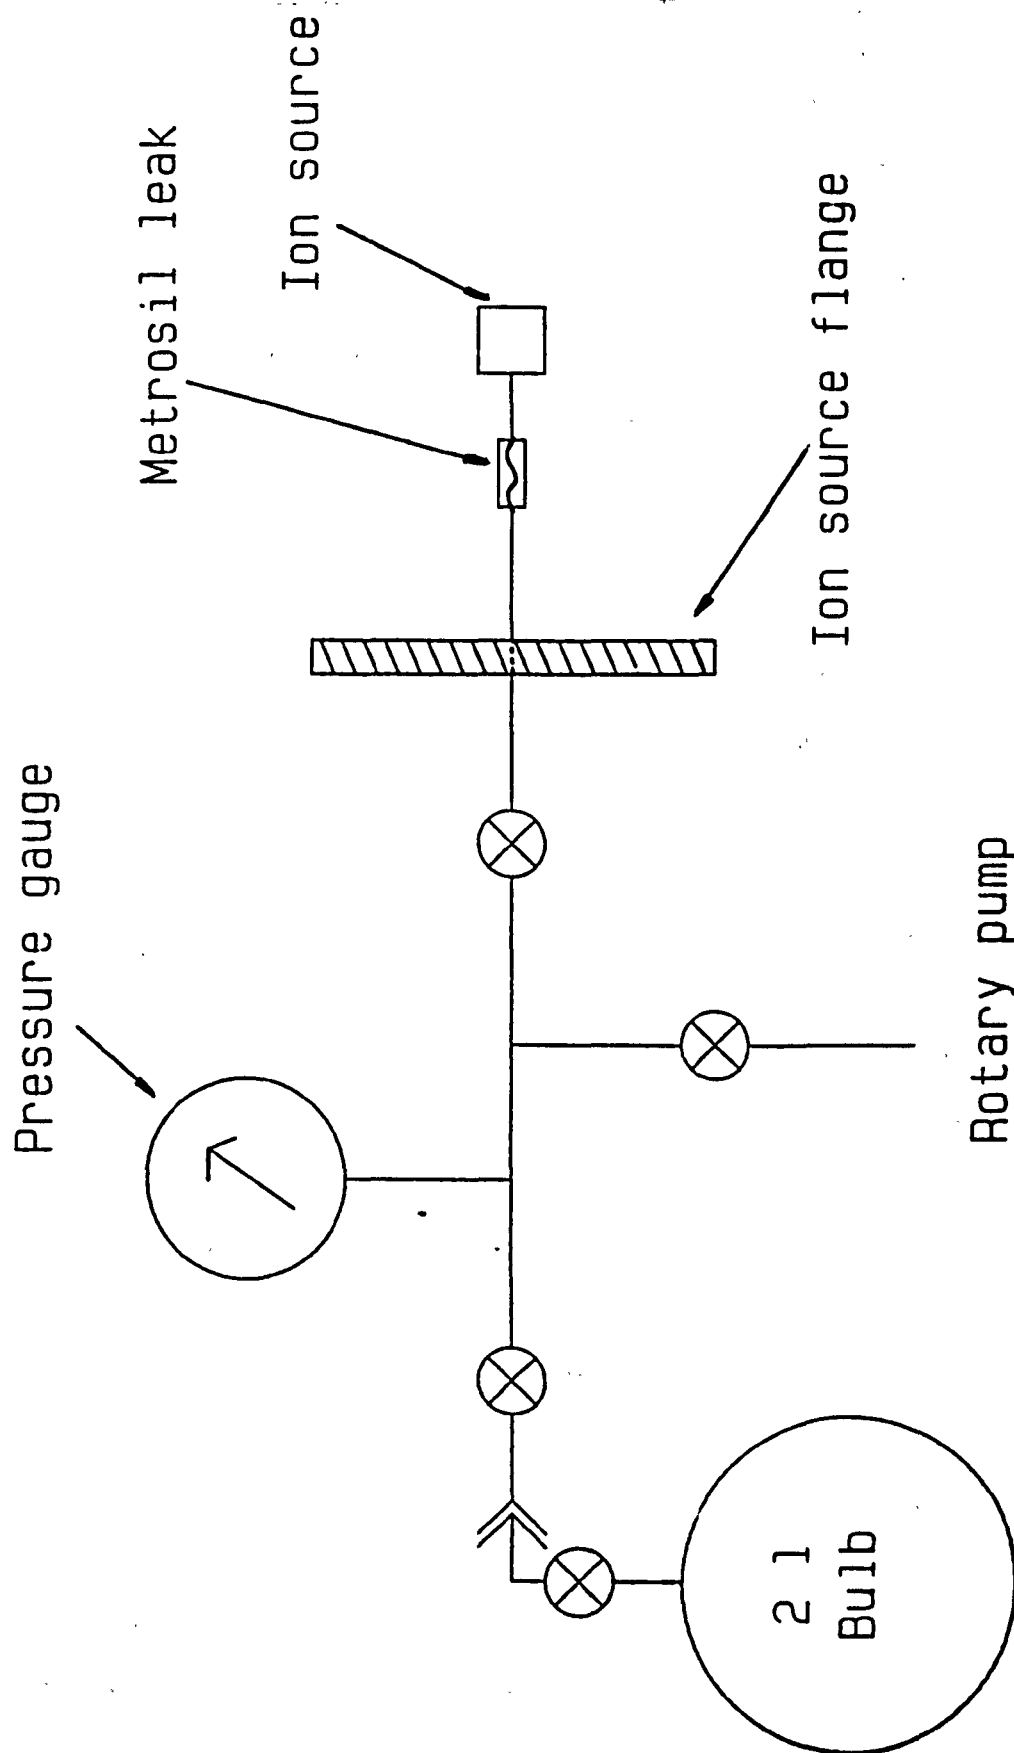 Pressure gauge
Metrosil leak
Ion source
Ion source flange
2 l
Bulb
Rotary pump